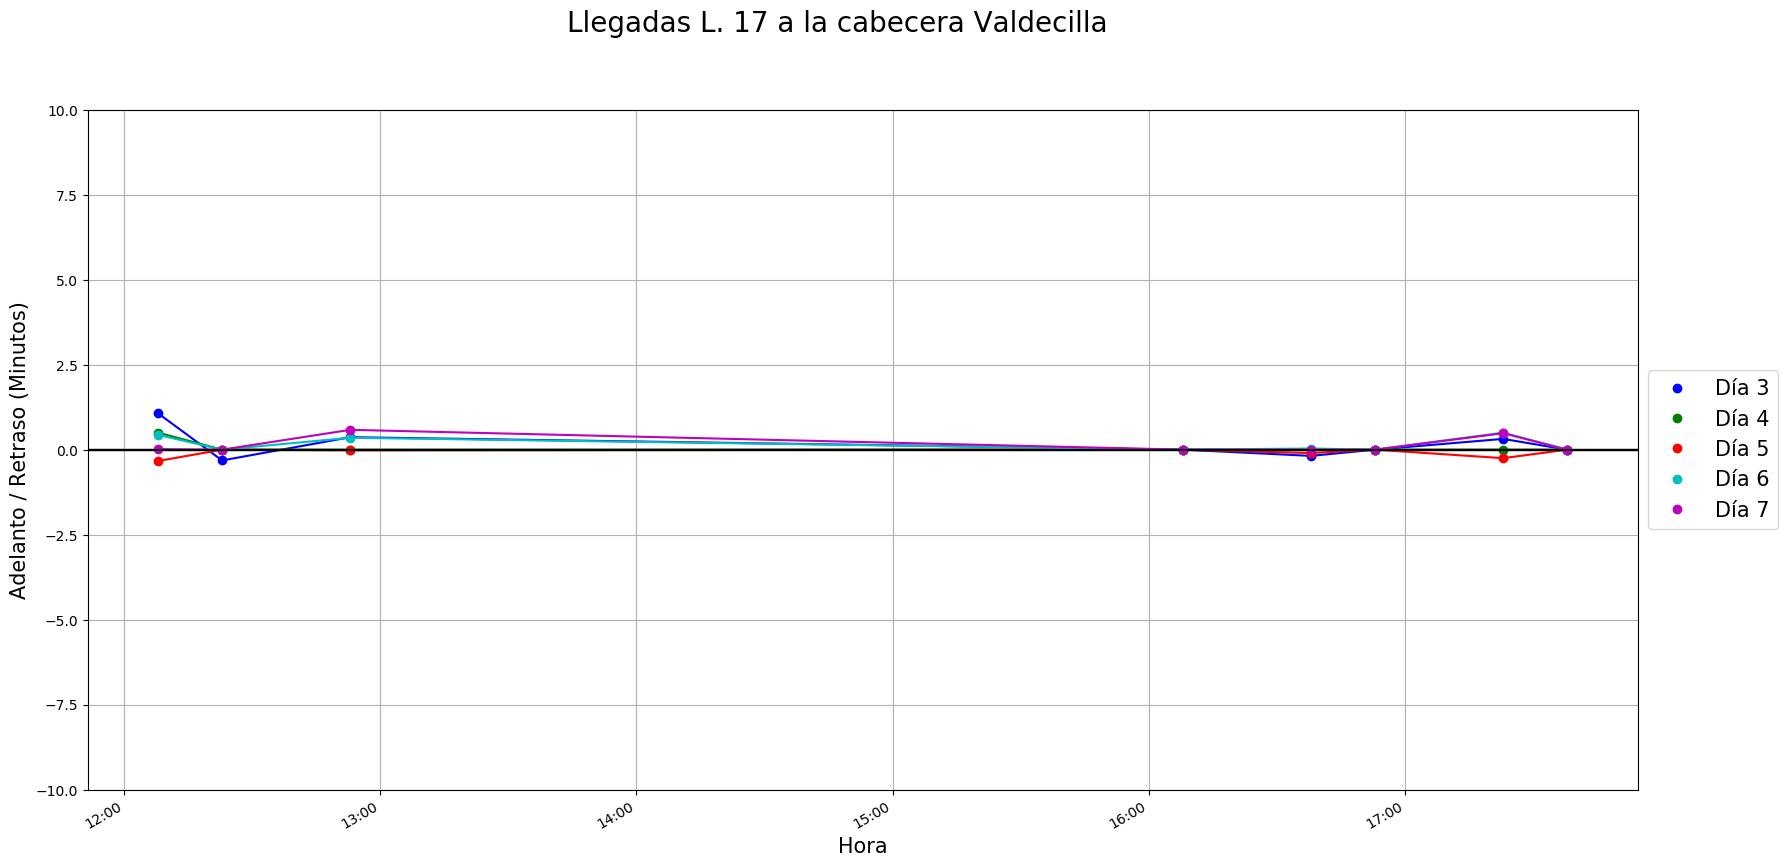 Llegadas L. 17 a la cabecera Valdecilla
Adelanto / Retraso (Minutos)
10.0
7.5
5.0
2.5
0.0
−2.5
−5.0
−7.5
−10.0
12:00
13:00
14:00
15:00
16:00
17:00
Hora
Día 3
Día 4
Día 5
Día 6
Día 7